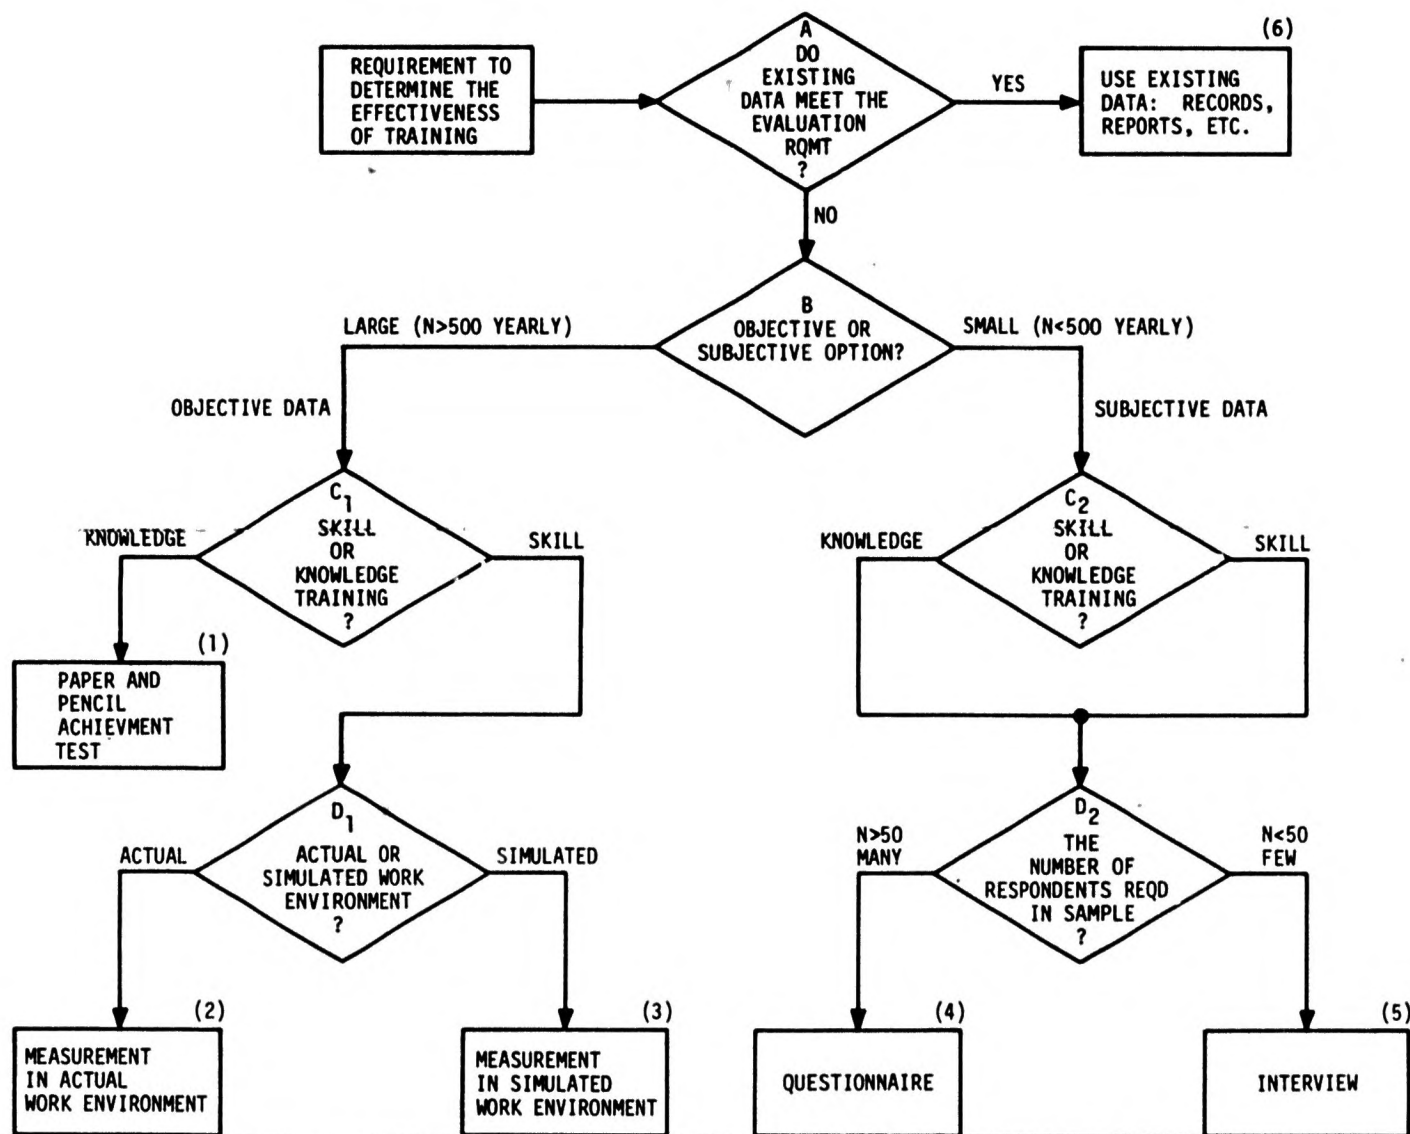 REQUIREMENT TO
DETERMINE THE
EFFECTIVENESS
OF TRAINING
A
DO
EXISTING
DATA MEET THE
EVALUATION
RQMT
?
YES
(6)
USE EXISTING
DATA: RECORDS,
REPORTS, ETC.
NO
B
OBJECTIVE OR
SUBJECTIVE OPTION?
LARGE (N>500 YEARLY)
SMALL (N<500 YEARLY)
OBJECTIVE DATA
SUBJECTIVE DATA
C1
SKILL
OR
KNOWLEDGE
TRAINING
?
KNOWLEDGE
SKILL
C2
SKILL
OR
KNOWLEDGE
TRAINING
?
KNOWLEDGE
SKILL
(1)
PAPER AND
PENCIL
ACHIEVMENT
TEST
D1
ACTUAL OR
SIMULATED WORK
ENVIRONMENT
?
ACTUAL
SIMULATED
D2
THE
NUMBER OF
RESPONDENTS REQD
IN SAMPLE
?
N>50
MANY
N<50
FEW
(2)
MEASUREMENT
IN ACTUAL
WORK ENVIRONMENT
(3)
MEASUREMENT
IN SIMULATED
WORK ENVIRONMENT
(4)
QUESTIONNAIRE
(5)
INTERVIEW